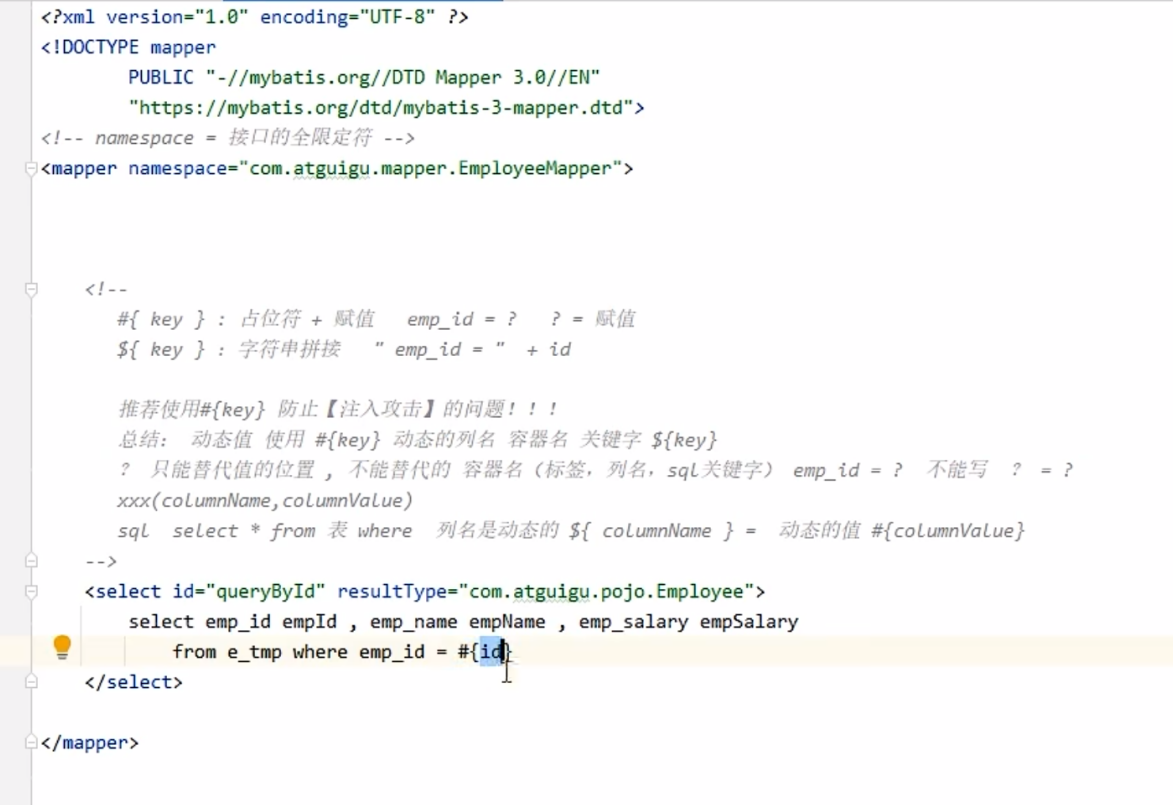 <?xml version="1.0" encoding="UTF-8" ?>
<!DOCTYPE mapper
PUBLIC "-//mybatis.org//DTD Mapper 3.0//EN"
"https://mybatis.org/dtd/mybatis-3-mapper.dtd">
<!-- namespace = 接口的全限定符 -->
<mapper namespace="com.atguigu.mapper.EmployeeMapper">
<!--
#{ key } : 占位符 + 赋值 emp_id = ? ? = 赋值
${ key } : 字符串拼接 " emp_id = " + id
推荐使用#{key} 防止【注入攻击】的问题！！！
总结： 动态值 使用 #{key} 动态的列名 容器名 关键字 ${key}
? 只能替代值的位置 , 不能替代的 容器名（标签，列名，sql关键字） emp_id = ? 不能写 ? = ?
xxx(columnName,columnValue)
sql select * from 表 where 列名是动态的 ${ columnName } = 动态的值 #{columnValue}
-->
<select id="queryById" resultType="com.atguigu.pojo.Employee">
select emp_id empId , emp_name empName , emp_salary empSalary
from e_tmp where emp_id = #{id}
</select>
</mapper>